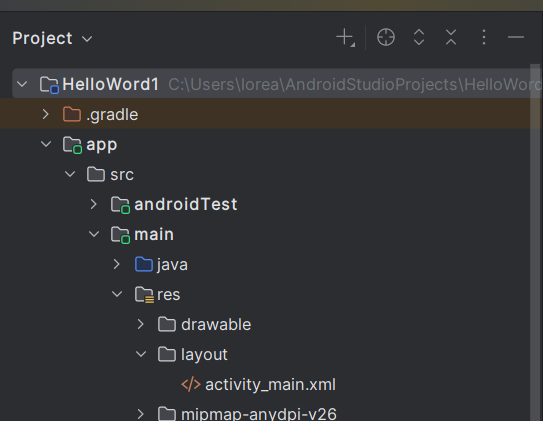 Project
HelloWord1 C:\Users\lorea\AndroidStudioProjects\HelloWord
.gradle
app
src
androidTest
main
java
res
drawable
layout
</> activity_main.xml
mipmap-anydpi-v26